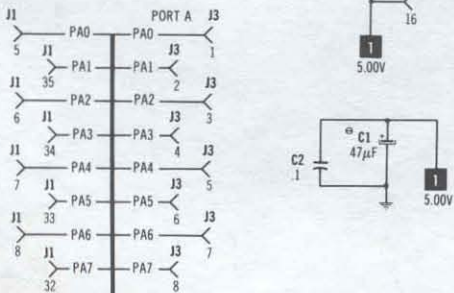 J1 PORT A J3
5 PA0 PA0 1
J1 J3
35 PA1 PA1 2
J1 J3
6 PA2 PA2 3
J1 J3
34 PA3 PA3 4
J1 J3
7 PA4 PA4 5
J1 J3
33 PA5 PA5 6
J1 J3
8 PA6 PA6 7
J1 J3
32 PA7 PA7 8
16
1
5.00V
⊖ C1
+
47µF
C2
.1
1
5.00V